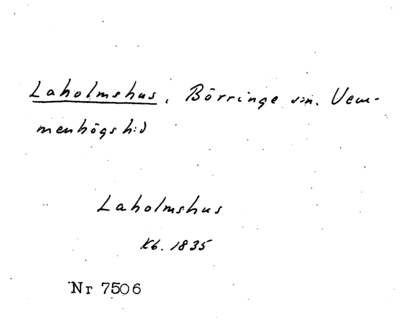 Laholmshus, Börringe sn. Vem-
menhögs hd
Laholmshus
Kb. 1835
Nr 7506